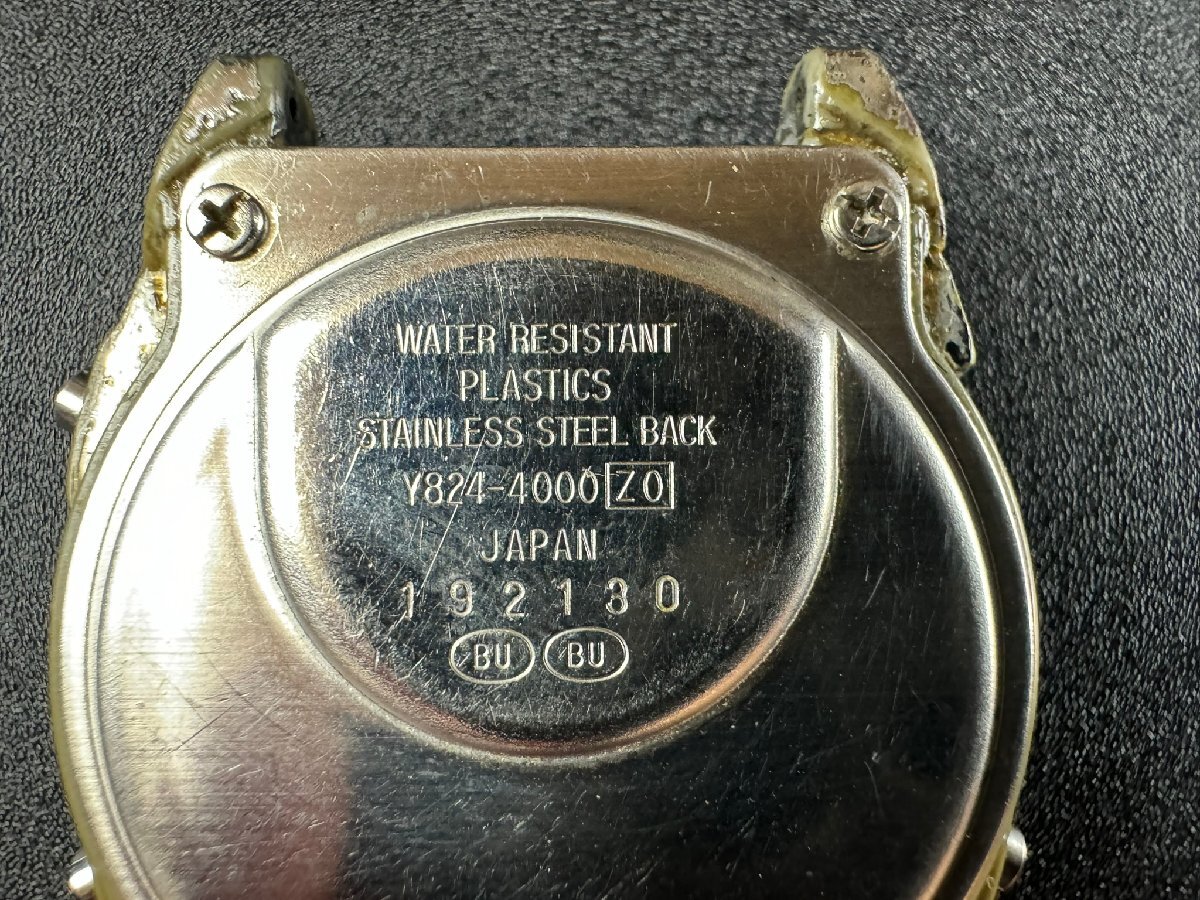 WATER RESISTANT
PLASTICS
STAINLESS STEEL BACK
Y824-4000 ZO
JAPAN
192130
BU BU